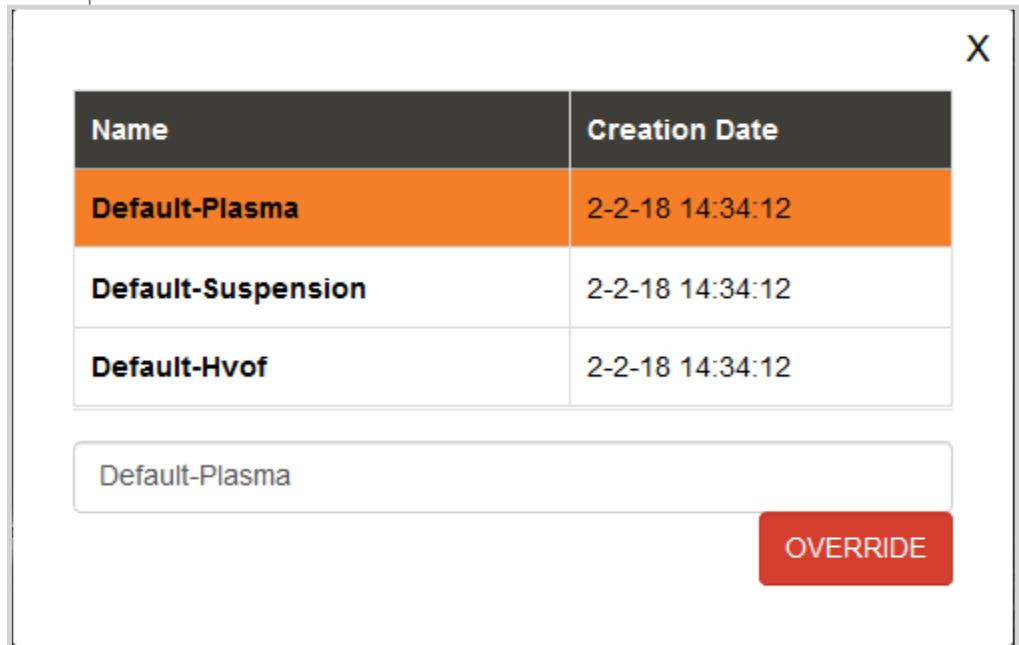 X
Name Creation Date
Default-Plasma 2-2-18 14:34:12
Default-Suspension 2-2-18 14:34:12
Default-Hvof 2-2-18 14:34:12
Default-Plasma
OVERRIDE